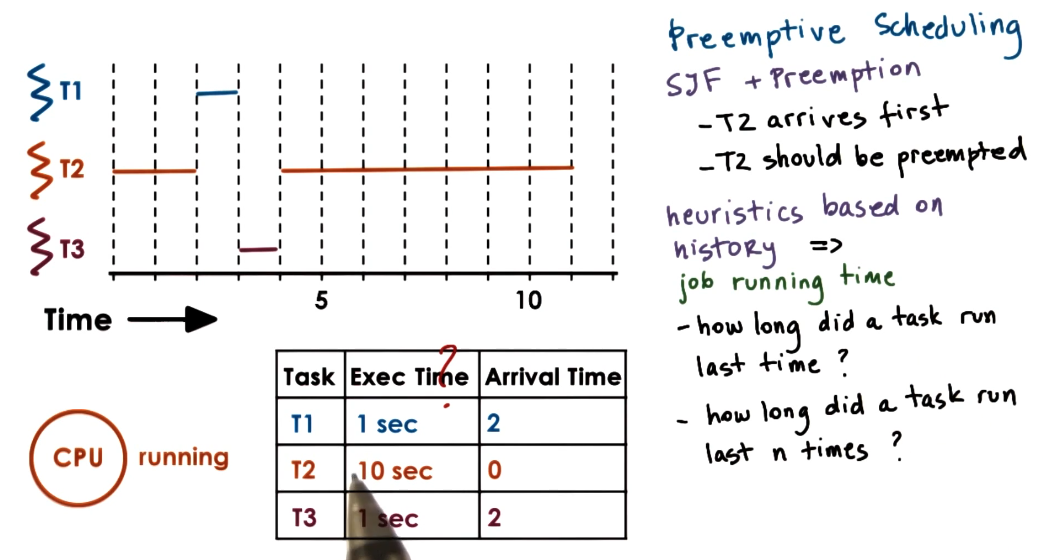 Preemptive Scheduling
SJF + Preemption
- T2 arrives first
- T2 should be preempted
heuristics based on
history =>
job running time
- how long did a task run
last time ?
- how long did a task run
last n times ?
T1
T2
T3
5 10
Time
?
Task Exec Time Arrival Time
T1 1 sec 2
T2 10 sec 0
T3 1 sec 2
CPU running